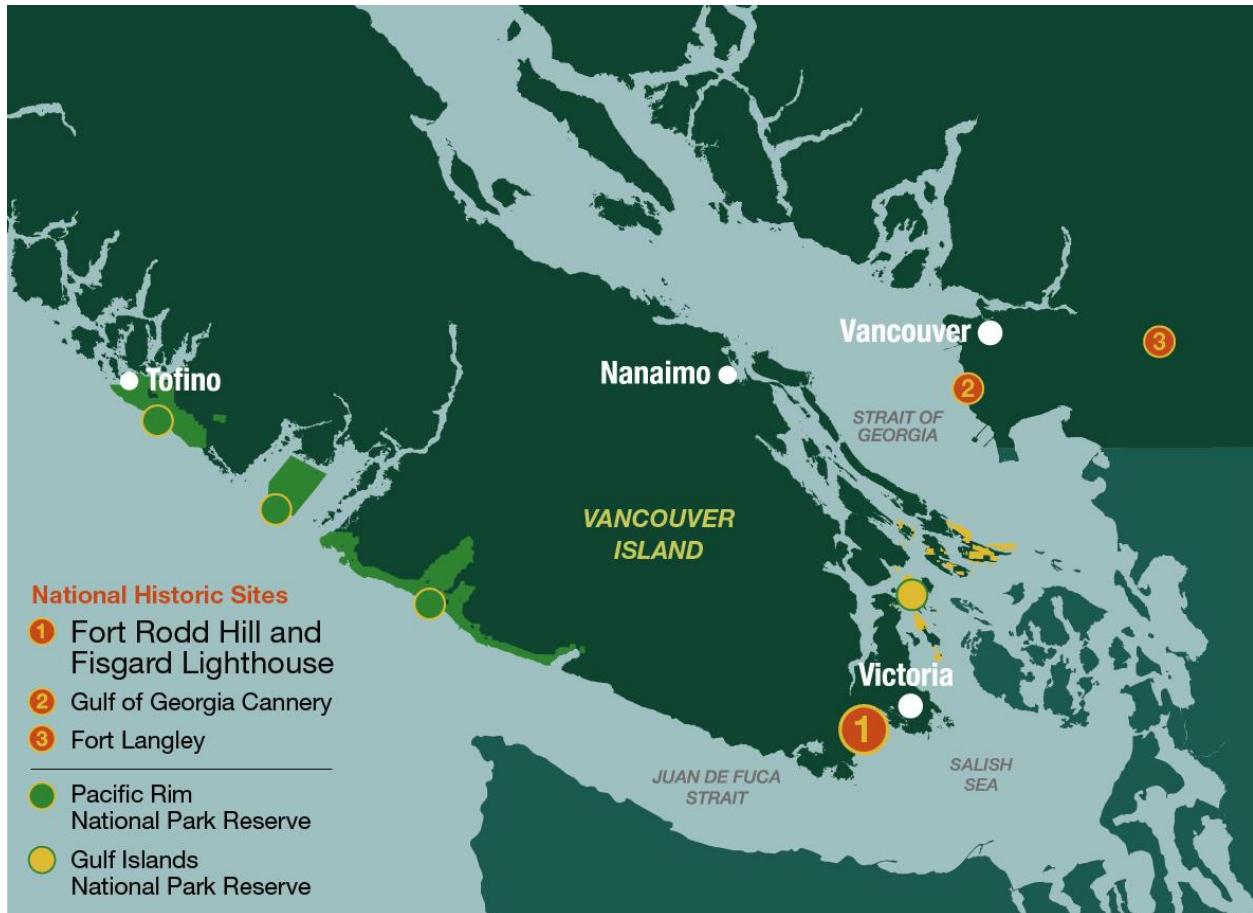 Vancouver
3
Nanaimo
Tofino
2
STRAIT OF
GEORGIA
VANCOUVER
ISLAND
Victoria
1
JUAN DE FUCA
STRAIT
SALISH
SEA
National Historic Sites
1 Fort Rodd Hill and
Fisgard Lighthouse
2 Gulf of Georgia Cannery
3 Fort Langley
Pacific Rim
National Park Reserve
Gulf Islands
National Park Reserve